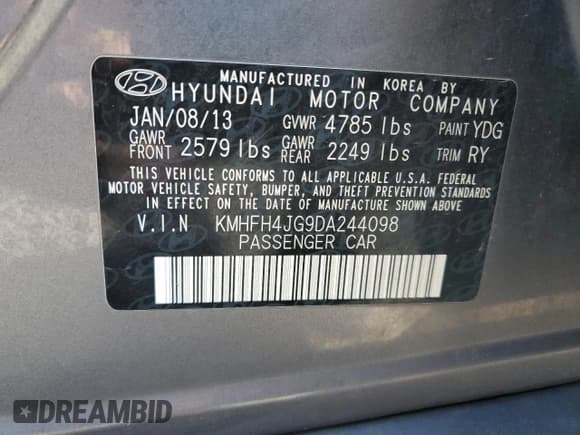 MANUFACTURED IN KOREA BY
HYUNDAI MOTOR COMPANY
JAN/08/13 GVWR 4785 lbs PAINT YDG
GAWR FRONT 2579 lbs GAWR REAR 2249 lbs TRIM RY
THIS VEHICLE CONFORMS TO ALL APPLICABLE U.S.A. FEDERAL
MOTOR VEHICLE SAFETY, BUMPER, AND THEFT PREVENTION STANDARDS
IN EFFECT ON THE DATE OF MANUFACTURE SHOWN ABOVE
V.I.N KMHFH4JG9DA244098
PASSENGER CAR
DREAMBID